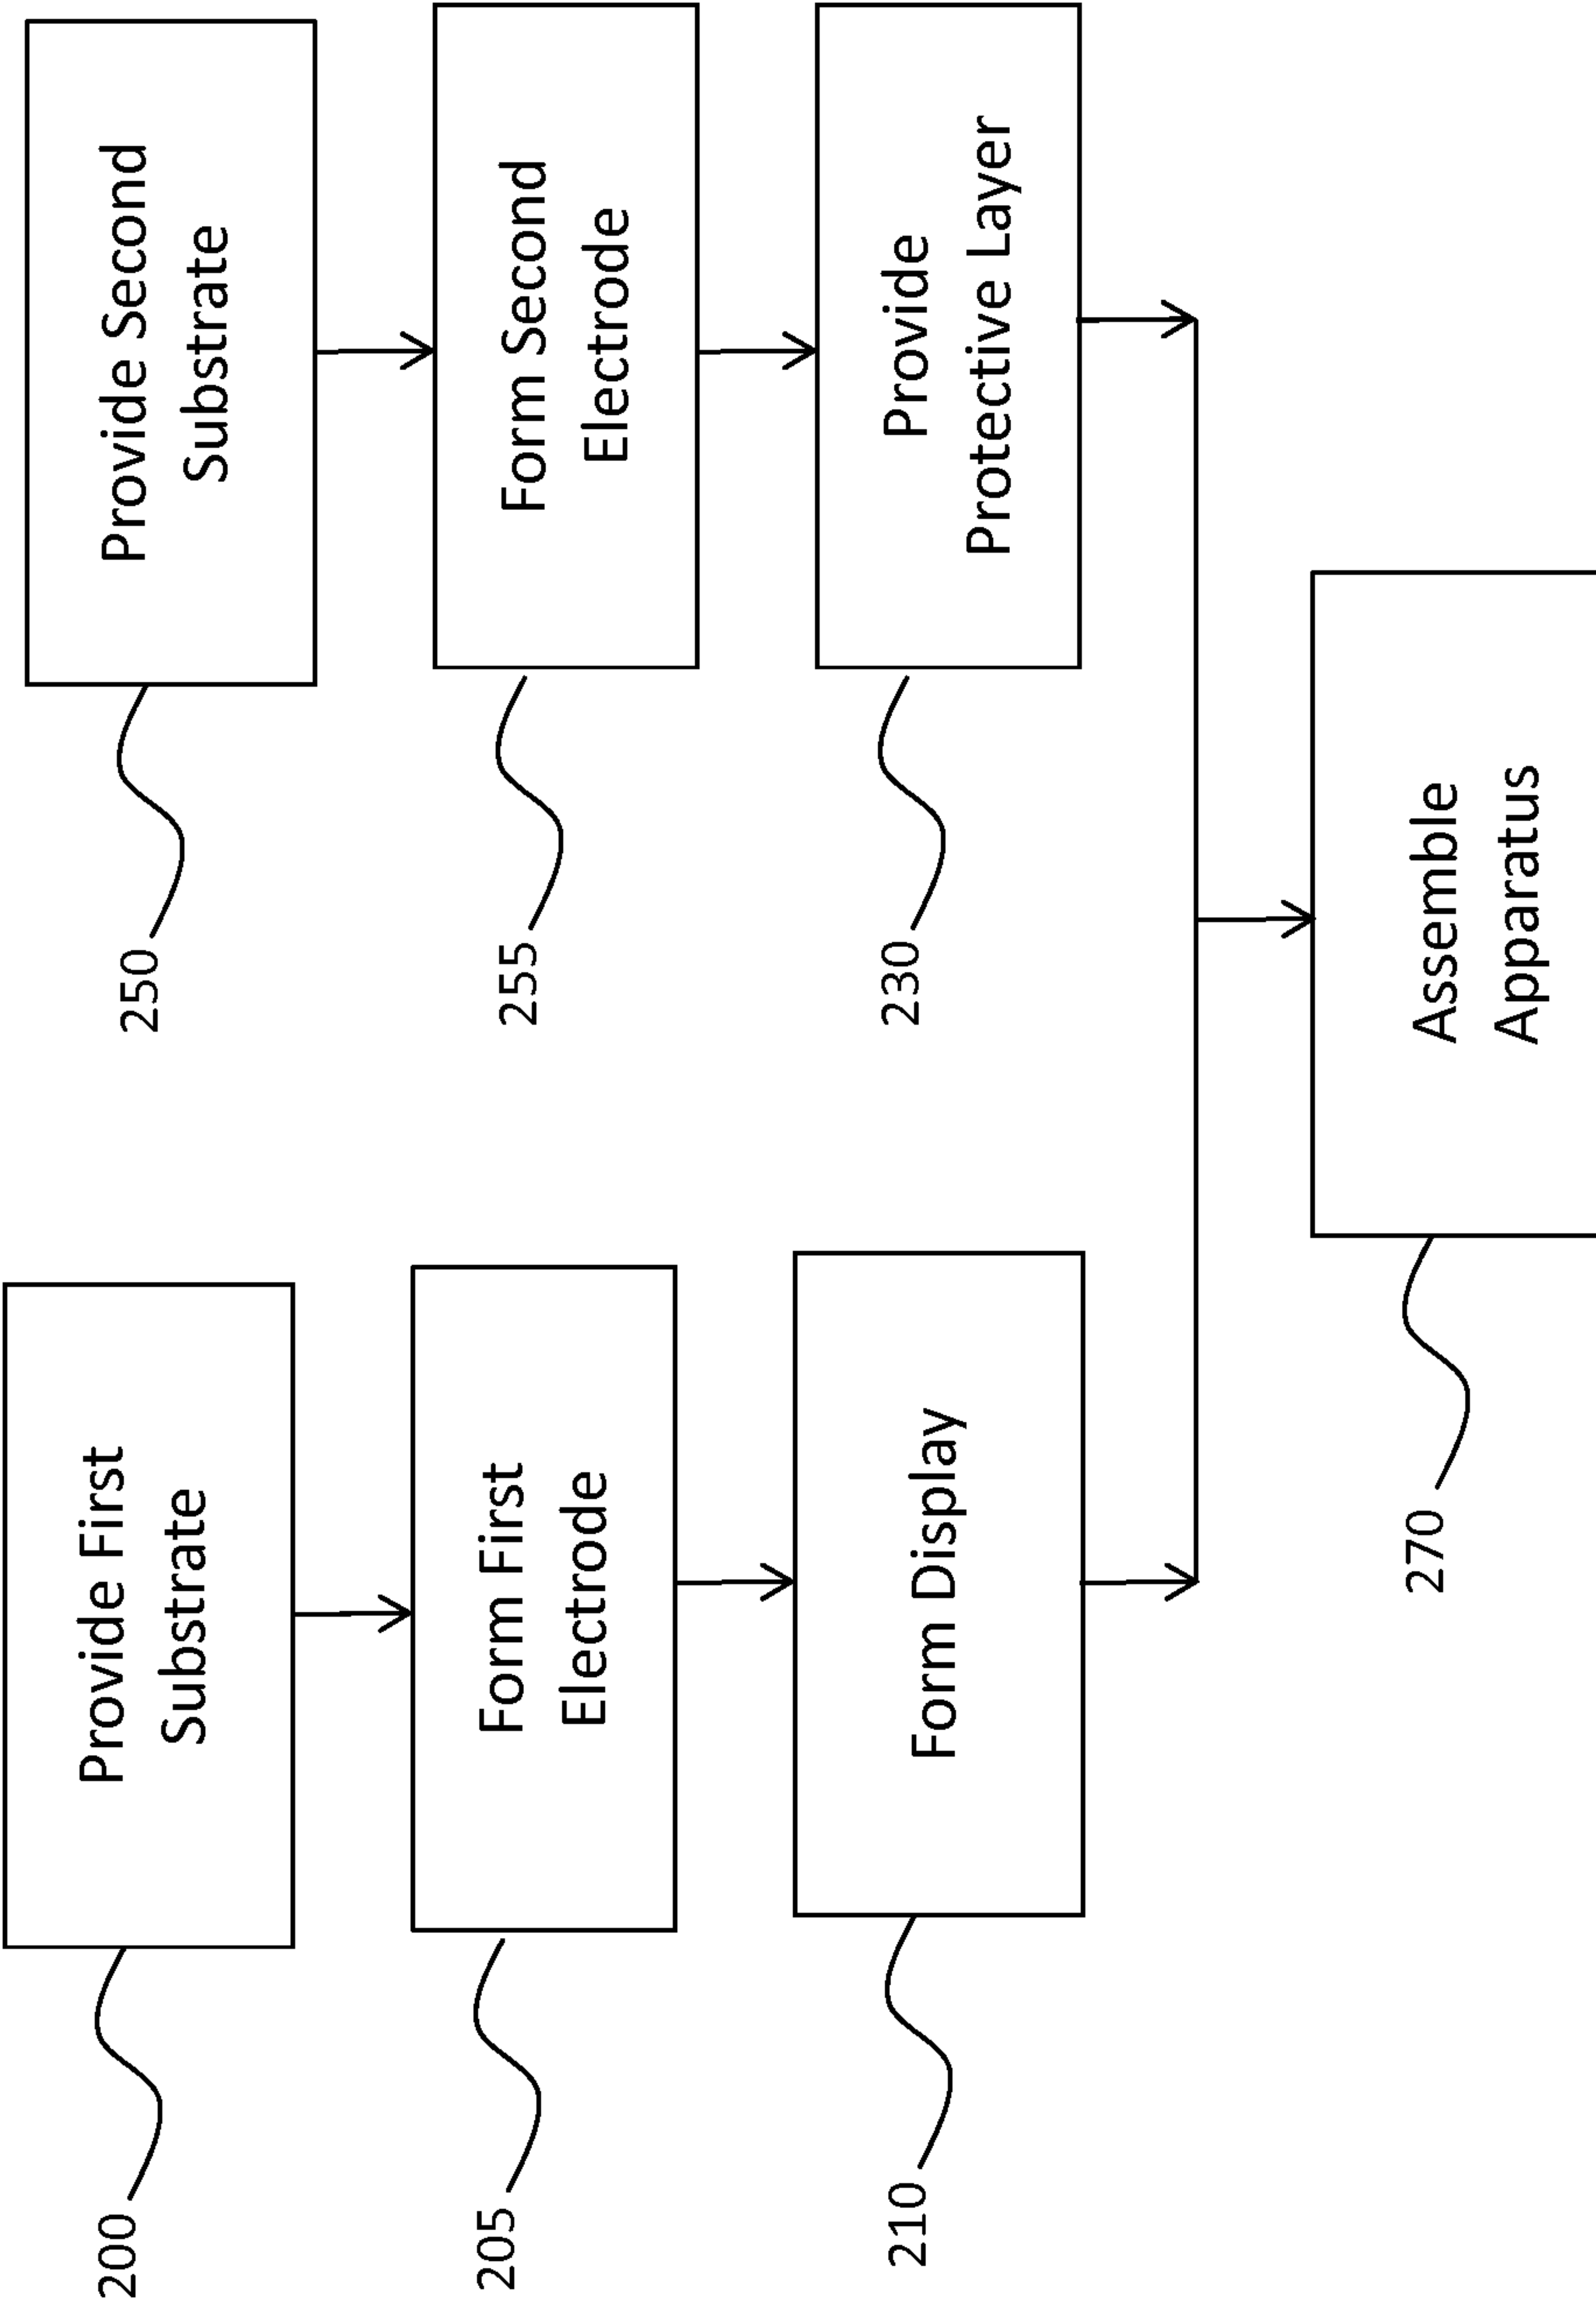 200
Provide First
Substrate
205
Form First
Electrode
210
Form Display
250
Provide Second
Substrate
255
Form Second
Electrode
230
Provide
Protective Layer
270
Assemble
Apparatus